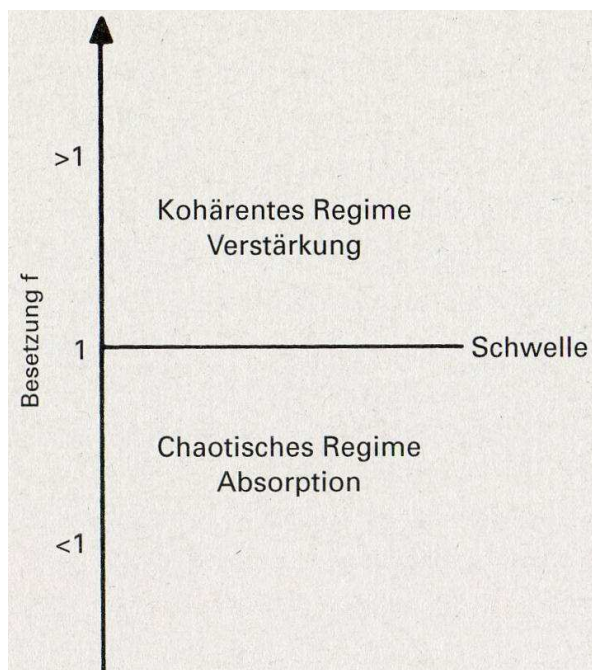 >1
Kohärentes Regime
Verstärkung
Besetzung f
1
Schwelle
Chaotisches Regime
Absorption
<1